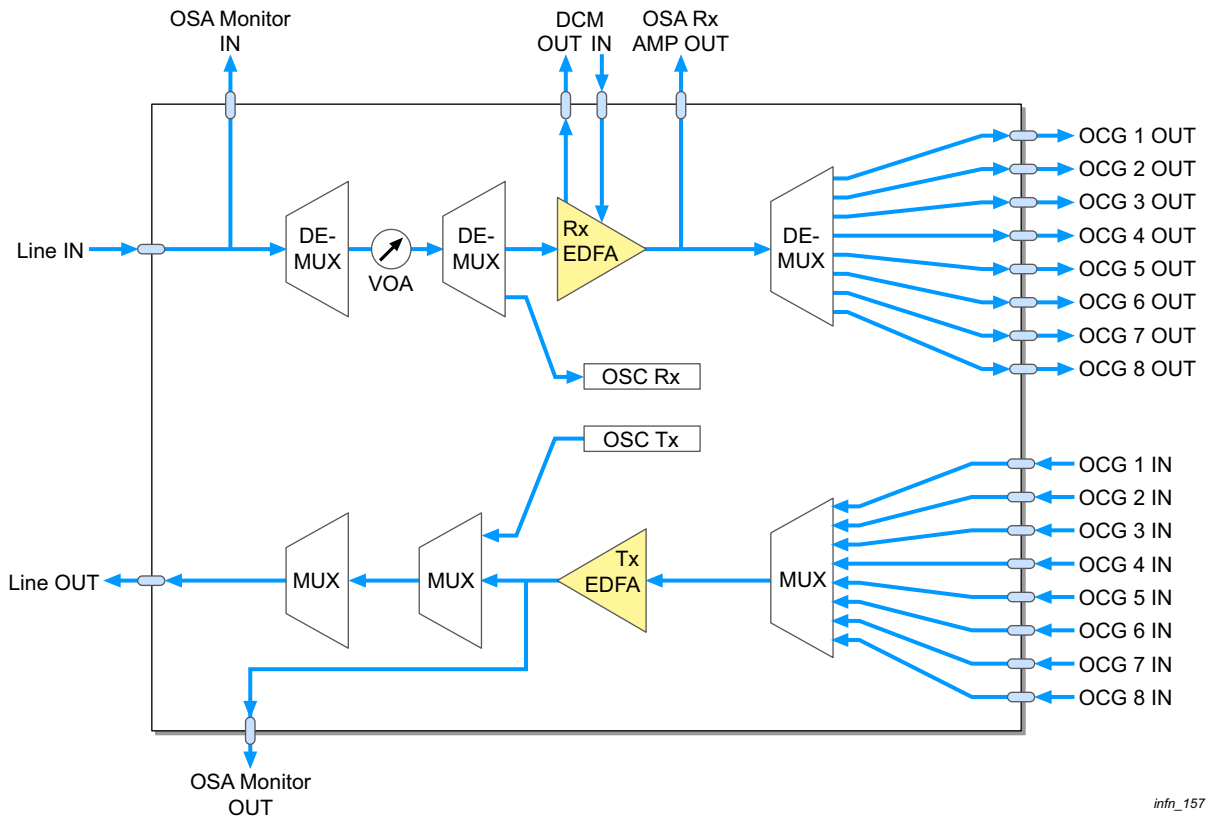 OSA Monitor
IN
DCM
OUT IN
OSA Rx
AMP OUT
OCG 1 OUT
OCG 2 OUT
OCG 3 OUT
OCG 4 OUT
OCG 5 OUT
OCG 6 OUT
OCG 7 OUT
OCG 8 OUT
Line IN
DE-
MUX
VOA
DE-
MUX
Rx
EDFA
DE-
MUX
OSC Rx
OSC Tx
OCG 1 IN
OCG 2 IN
OCG 3 IN
OCG 4 IN
OCG 5 IN
OCG 6 IN
OCG 7 IN
OCG 8 IN
Line OUT
MUX
MUX
Tx
EDFA
MUX
OSA Monitor
OUT
infn_157